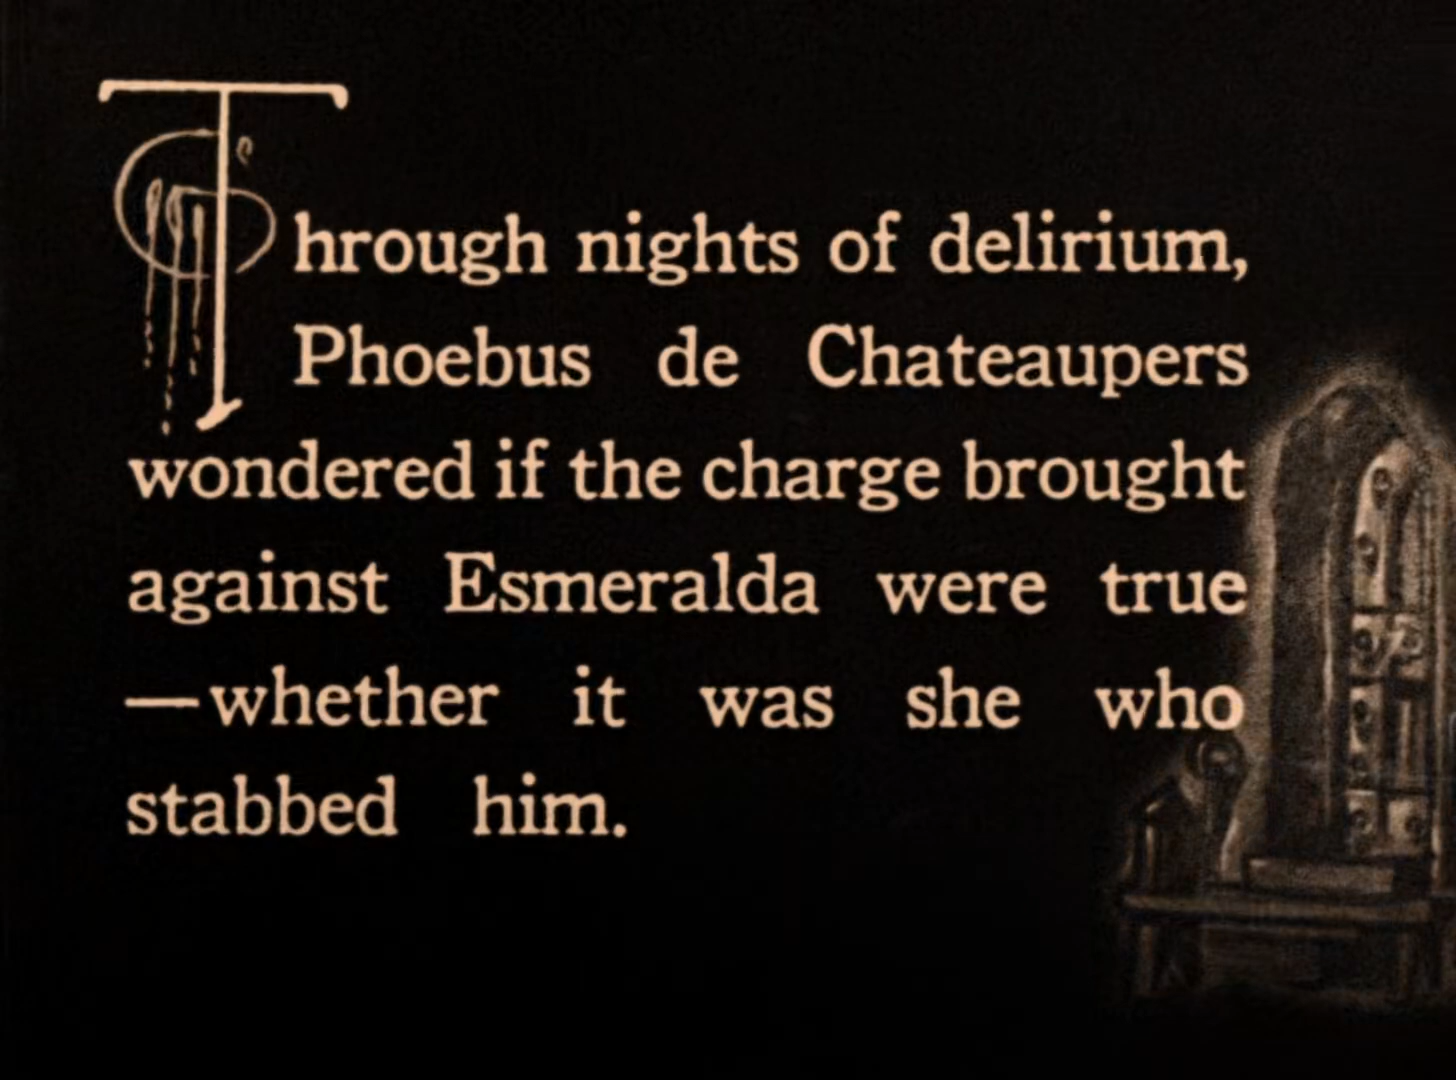 Through nights of delirium,
Phoebus de Chateaupers
wondered if the charge brought
against Esmeralda were true
—whether it was she who
stabbed him.